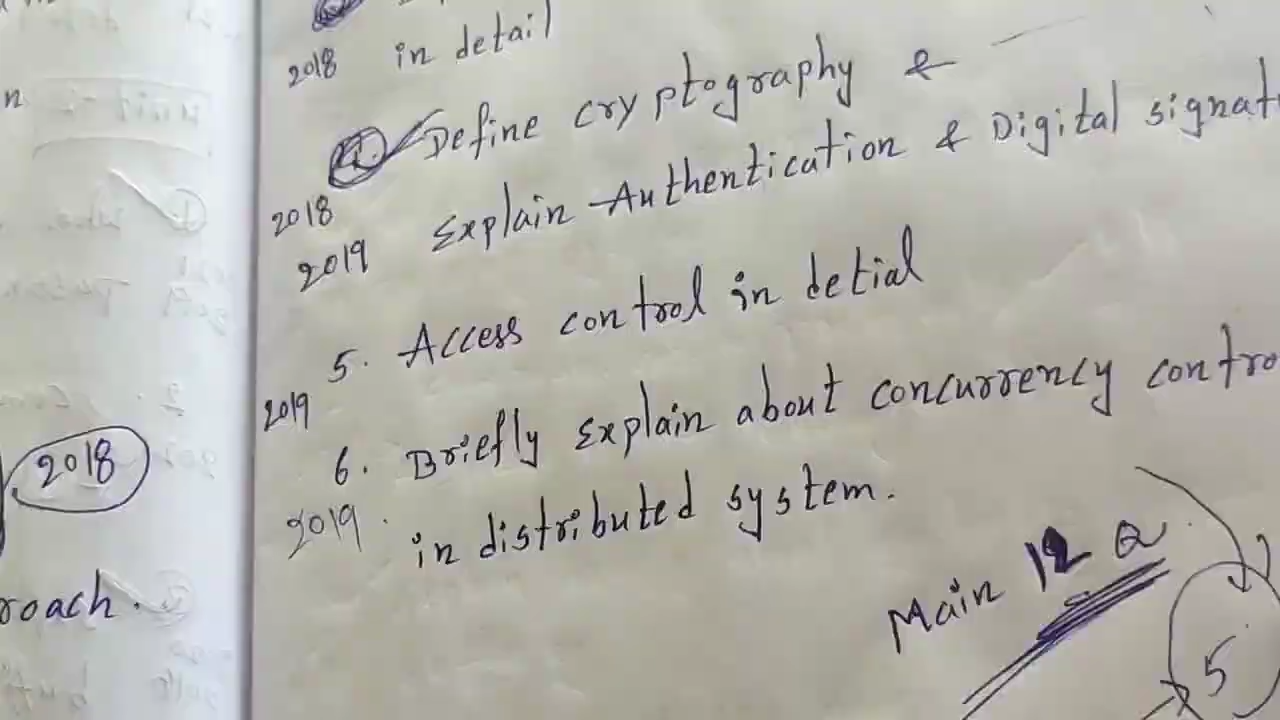 2018 in detail
4. Define cryptography &
2018 Explain Authentication & Digital signat
2019
5. Access control in detial
2019
6. Briefly Explain about concurrency contro
2019. in distributed system.
Main 12 Q
5
n
2018
roach.